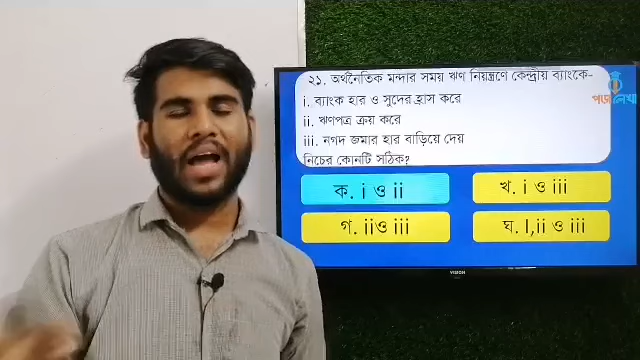 ২১. অর্থনৈতিক মন্দার সময় ঋণ নিয়ন্ত্রণে কেন্দ্রীয় ব্যাংকে-
i. ব্যাংক হার ও সুদের হ্রাস করে
ii. ঋণপত্র ক্রয় করে
iii. নগদ জমার হার বাড়িয়ে দেয়
নিচের কোনটি সঠিক?
ক. i ও ii
খ. i ও iii
গ. iiও iii
ঘ. I,ii ও iii
পড়ালেখা
VISION